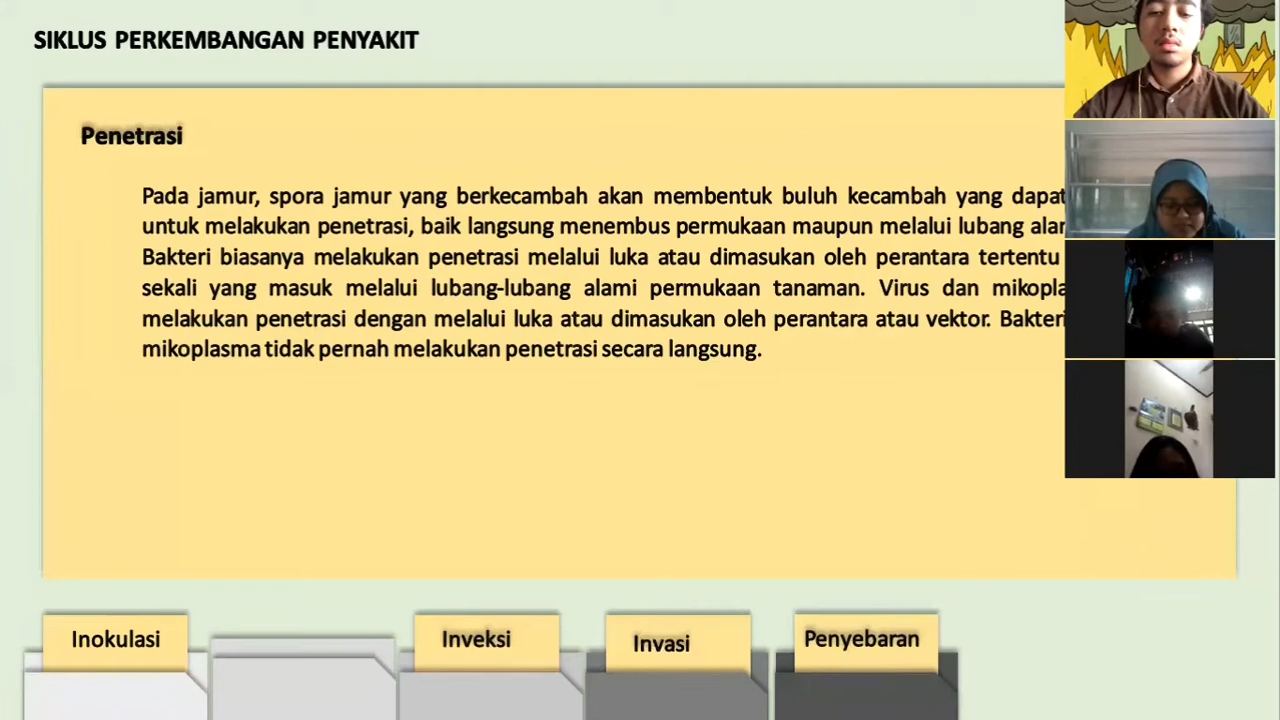 SIKLUS PERKEMBANGAN PENYAKIT
Penetrasi
Pada jamur, spora jamur yang berkecambah akan membentuk buluh kecambah yang dapat
untuk melakukan penetrasi, baik langsung menembus permukaan maupun melalui lubang
Bakteri biasanya melakukan penetrasi melalui luka atau dimasukan oleh perantara tertentu
sekali yang masuk melalui lubang-lubang alami permukaan tanaman. Virus dan
melakukan penetrasi dengan melalui luka atau dimasukan oleh perantara atau vektor. Bakteri
mikoplasma tidak pernah melakukan penetrasi secara langsung.
Inokulasi
Inveksi
Invasi
Penyebaran